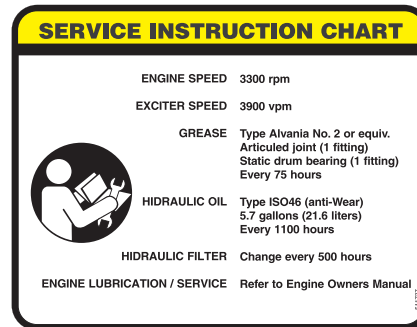 SERVICE INSTRUCTION CHART
ENGINE SPEED 3300 rpm
EXCITER SPEED 3900 vpm
GREASE Type Alvania No. 2 or equiv.
Articuled joint (1 fitting)
Static drum bearing (1 fitting)
Every 75 hours
HIDRAULIC OIL Type ISO46 (anti-Wear)
5.7 gallons (21.6 liters)
Every 1100 hours
HIDRAULIC FILTER Change every 500 hours
ENGINE LUBRICATION / SERVICE Refer to Engine Owners Manual